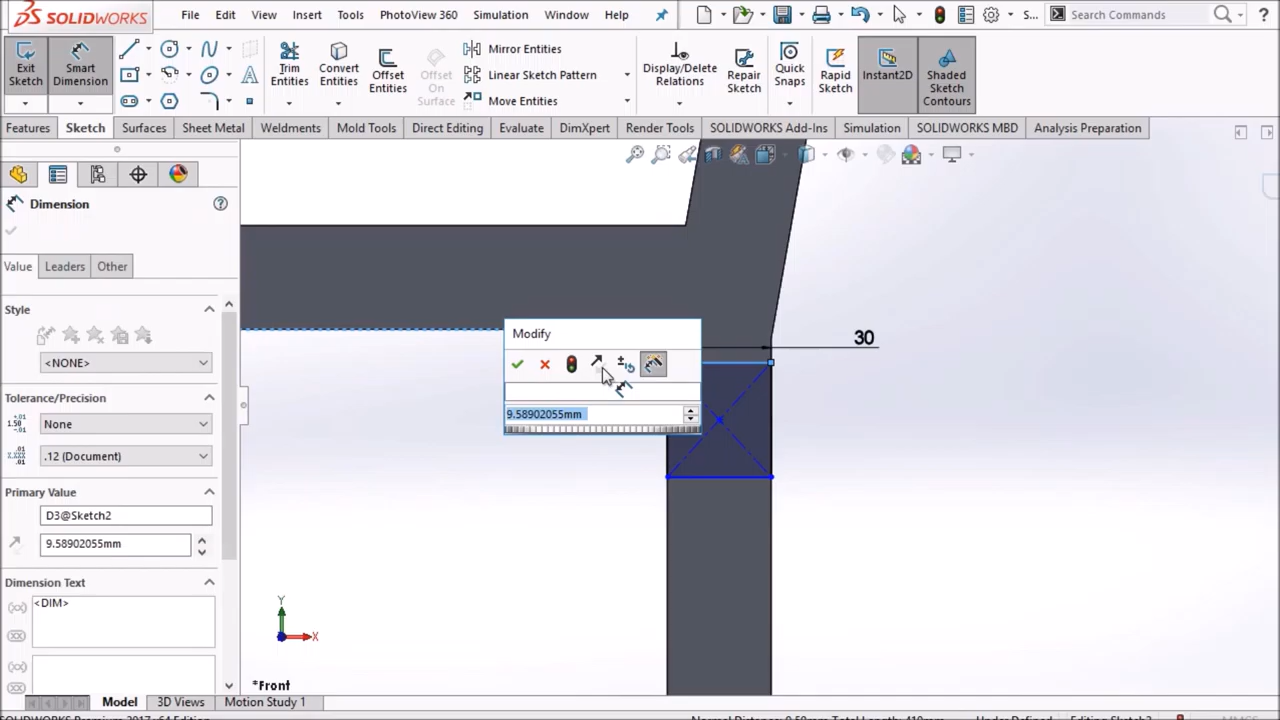 SOLIDWORKS File Edit View Insert Tools PhotoView 360 Simulation Window Help S... Search Commands ?
Exit Sketch
Smart Dimension
Trim Entities
Convert Entities
Offset Entities
Offset On Surface
Mirror Entities
Linear Sketch Pattern
Move Entities
Display/Delete Relations
Repair Sketch
Quick Snaps
Rapid Sketch
Instant2D
Shaded Sketch Contours
Features Sketch Surfaces Sheet Metal Weldments Mold Tools Direct Editing Evaluate DimXpert Render Tools SOLIDWORKS Add-Ins Simulation SOLIDWORKS MBD Analysis Preparation
Dimension
Value Leaders Other
Style
<NONE>
Tolerance/Precision
None
.12 (Document)
Primary Value
D3@Sketch2
9.58902055mm
Dimension Text
<DIM>
Modify
9.58902055mm
30
Y
X
*Front
Model 3D Views Motion Study 1